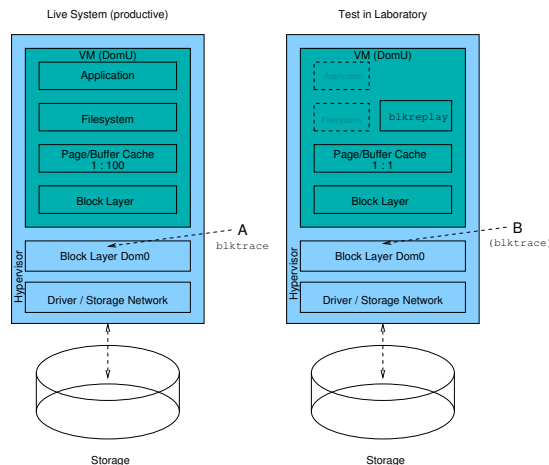 Live System (productive)
VM (DomU)
Application
Filesystem
Page/Buffer Cache
1 : 100
Block Layer
A
blktrace
Hypervisor
Block Layer Dom0
Driver / Storage Network
Storage
Test in Laboratory
VM (DomU)
Application
Filesystem
blkreplay
Page/Buffer Cache
1 : 1
Block Layer
B
(blktrace)
Hypervisor
Block Layer Dom0
Driver / Storage Network
Storage